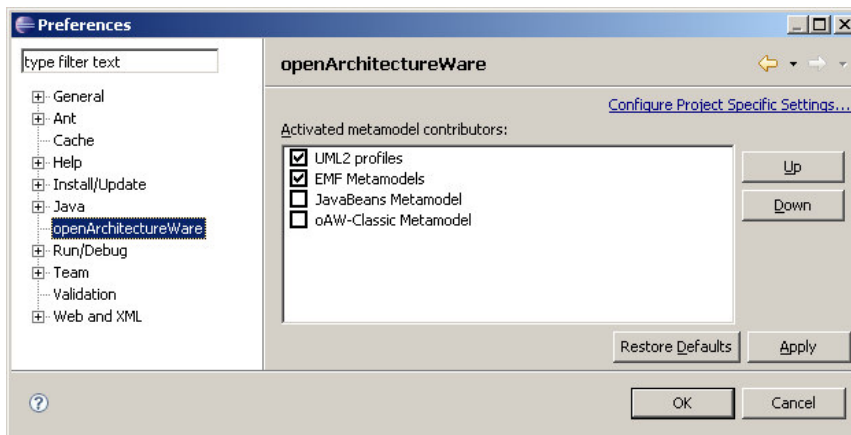 Preferences
type filter text
General
Ant
Cache
Help
Install/Update
Java
openArchitectureWare
Run/Debug
Team
Validation
Web and XML
openArchitectureWare
Configure Project Specific Settings...
Activated metamodel contributors:
UML2 profiles
EMF Metamodels
JavaBeans Metamodel
oAW-Classic Metamodel
Up
Down
Restore Defaults
Apply
OK
Cancel